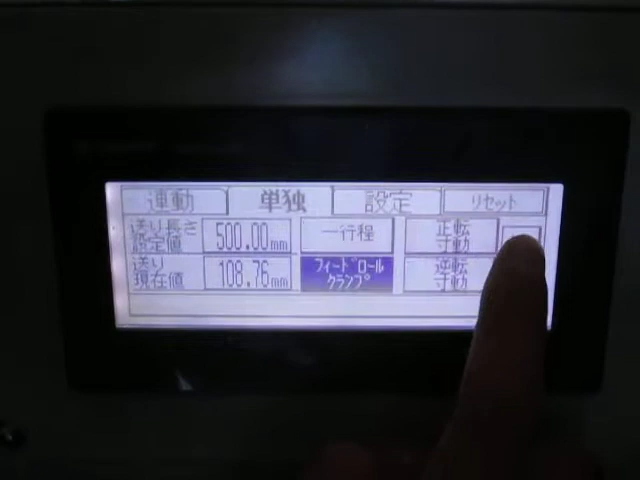 連動 単独 設定 リセット
送り長さ
設定値
500.00mm
一行程
正転
寸動
送り
現在値
108.76mm
フィードロール
クランプ
逆転
寸動